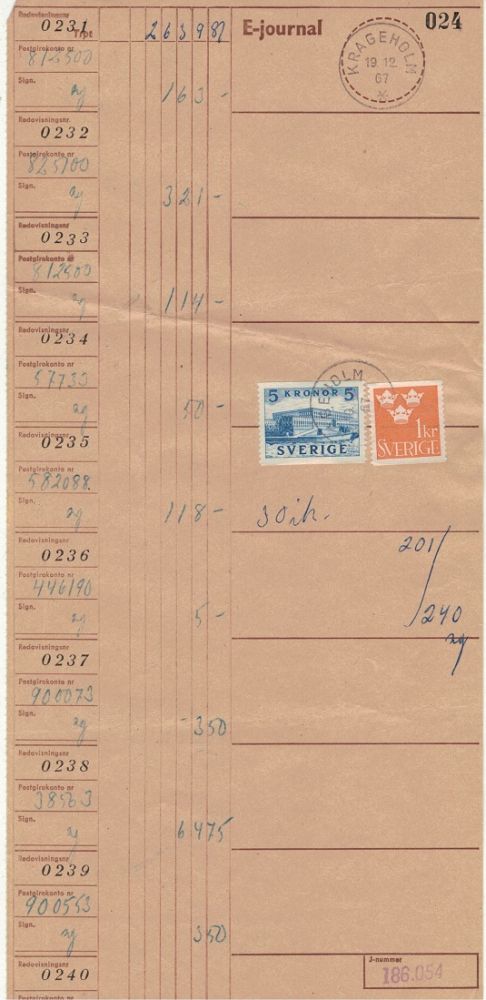 Redovisningsnr
0231
Trpt
2 6 3 9 8
E-journal
024
KRAGEHOLM
19 12
67
Postgirokonto nr
Sign.
163 -
Redovisningsnr
0232
Postgirokonto nr
825100
Sign.
321 -
Redovisningsnr
0233
Postgirokonto nr
812500
Sign.
114 -
Redovisningsnr
0234
Postgirokonto nr
57733
Sign.
50 -
5 KRONOR 5
SVERIGE
1kr
SVERIGE
Redovisningsnr
0235
Postgirokonto nr
582088
Sign.
118 -
30ik.
201/
240
Redovisningsnr
0236
Postgirokonto nr
446190
Sign.
5 -
Redovisningsnr
0237
Postgirokonto nr
900073
Sign.
350
Redovisningsnr
0238
Postgirokonto nr
38563
Sign.
6475
Redovisningsnr
0239
Postgirokonto nr
900553
Sign.
350
Redovisningsnr
0240
J-nummer
186.054